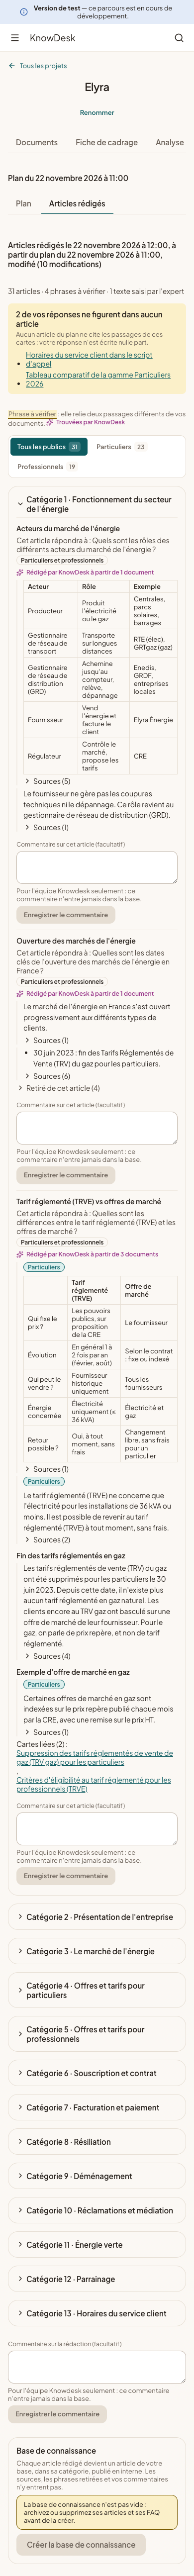 Version de test — ce parcours est en cours de
développement.
KnowDesk
Tous les projets
Elyra
Renommer
Documents Fiche de cadrage Analyse
Plan du 22 novembre 2026 à 11:00
Plan Articles rédigés
Articles rédigés le 22 novembre 2026 à 12:00, à
partir du plan du 22 novembre 2026 à 11:00,
modifié (10 modifications)
31 articles · 4 phrases à vérifier · 1 texte saisi par l'expert
2 de vos réponses ne figurent dans aucun
article
Aucun article du plan ne cite les passages de ces
cartes : votre réponse n'est donc écrite nulle part.
Horaires du service client dans le script
d'appel
Tableau comparatif de la gamme Particuliers
2026
Phrase à vérifier : elle relie deux passages différents de vos
documents. Trouvées par KnowDesk
Tous les publics 31 Particuliers 23
Professionnels 19
Catégorie 1 · Fonctionnement du secteur
de l'énergie
Acteurs du marché de l'énergie
Cet article répond à : Quels sont les rôles des
différents acteurs du marché de l'énergie ?
Particuliers et professionnels
Rédigé par KnowDesk à partir de 1 document
Acteur Rôle Exemple
Producteur Produit l'électricité ou le gaz Centrales, parcs solaires, barrages
Gestionnaire de réseau de transport Transporte sur longues distances RTE (élec), GRTgaz (gaz)
Gestionnaire de réseau de distribution (GRD) Achemine jusqu'au compteur, relève, dépannage Enedis, GRDF, entreprises locales
Fournisseur Vend l'énergie et facture le client Elyra Énergie
Régulateur Contrôle le marché, propose les tarifs CRE
Sources (5)
Le fournisseur ne gère pas les coupures
techniques ni le dépannage. Ce rôle revient au
gestionnaire de réseau de distribution (GRD).
Sources (1)
Commentaire sur cet article (facultatif)
Pour l'équipe Knowdesk seulement : ce
commentaire n'entre jamais dans la base.
Enregistrer le commentaire
Ouverture des marchés de l'énergie
Cet article répond à : Quelles sont les dates
clés de l'ouverture des marchés de l'énergie en
France ?
Particuliers et professionnels
Rédigé par KnowDesk à partir de 1 document
Le marché de l'énergie en France s'est ouvert
progressivement aux différents types de
clients.
Sources (1)
30 juin 2023 : fin des Tarifs Réglementés de
Vente (TRV) du gaz pour les particuliers.
Sources (6)
Retiré de cet article (4)
Commentaire sur cet article (facultatif)
Pour l'équipe Knowdesk seulement : ce
commentaire n'entre jamais dans la base.
Enregistrer le commentaire
Tarif réglementé (TRVE) vs offres de marché
Cet article répond à : Quelles sont les
différences entre le tarif réglementé (TRVE) et les
offres de marché ?
Particuliers et professionnels
Rédigé par KnowDesk à partir de 3 documents
Particuliers
Tarif réglementé (TRVE) Offre de marché
Qui fixe le prix ? Les pouvoirs publics, sur proposition de la CRE Le fournisseur
Évolution En général 1 à 2 fois par an (février, août) Selon le contrat : fixe ou indexé
Qui peut le vendre ? Fournisseur historique uniquement Tous les fournisseurs
Énergie concernée Électricité uniquement (≤ 36 kVA) Électricité et gaz
Retour possible ? Oui, à tout moment, sans frais Changement libre, sans frais pour un particulier
Sources (1)
Particuliers
Le tarif réglementé (TRVE) ne concerne que
l'électricité pour les installations de 36 kVA ou
moins. Il est possible de revenir au tarif
réglementé (TRVE) à tout moment, sans frais.
Sources (2)
Fin des tarifs réglementés en gaz
Les tarifs réglementés de vente (TRV) du gaz
ont été supprimés pour les particuliers le 30
juin 2023. Depuis cette date, il n'existe plus
aucun tarif réglementé en gaz naturel. Les
clients encore au TRV gaz ont basculé sur une
offre de marché de leur fournisseur. Pour le
gaz, on parle de prix repère, et non de tarif
réglementé.
Sources (4)
Exemple d'offre de marché en gaz
Particuliers
Certaines offres de marché en gaz sont
indexées sur le prix repère publié chaque mois
par la CRE, avec une remise sur le prix HT.
Sources (1)
Cartes liées (2) :
Suppression des tarifs réglementés de vente de
gaz (TRV gaz) pour les particuliers
,
Critères d'éligibilité au tarif réglementé pour les
professionnels (TRVE)
Commentaire sur cet article (facultatif)
Pour l'équipe Knowdesk seulement : ce
commentaire n'entre jamais dans la base.
Enregistrer le commentaire
Catégorie 2 · Présentation de l'entreprise
Catégorie 3 · Le marché de l'énergie
Catégorie 4 · Offres et tarifs pour
particuliers
Catégorie 5 · Offres et tarifs pour
professionnels
Catégorie 6 · Souscription et contrat
Catégorie 7 · Facturation et paiement
Catégorie 8 · Résiliation
Catégorie 9 · Déménagement
Catégorie 10 · Réclamations et médiation
Catégorie 11 · Énergie verte
Catégorie 12 · Parrainage
Catégorie 13 · Horaires du service client
Commentaire sur la rédaction (facultatif)
Pour l'équipe Knowdesk seulement : ce commentaire
n'entre jamais dans la base.
Enregistrer le commentaire
Base de connaissance
Chaque article rédigé devient un article de votre
base, dans sa catégorie, publié en interne. Les
sources, les phrases retirées et vos commentaires
n'y entrent pas.
La base de connaissance n'est pas vide :
archivez ou supprimez ses articles et ses FAQ
avant de la créer.
Créer la base de connaissance